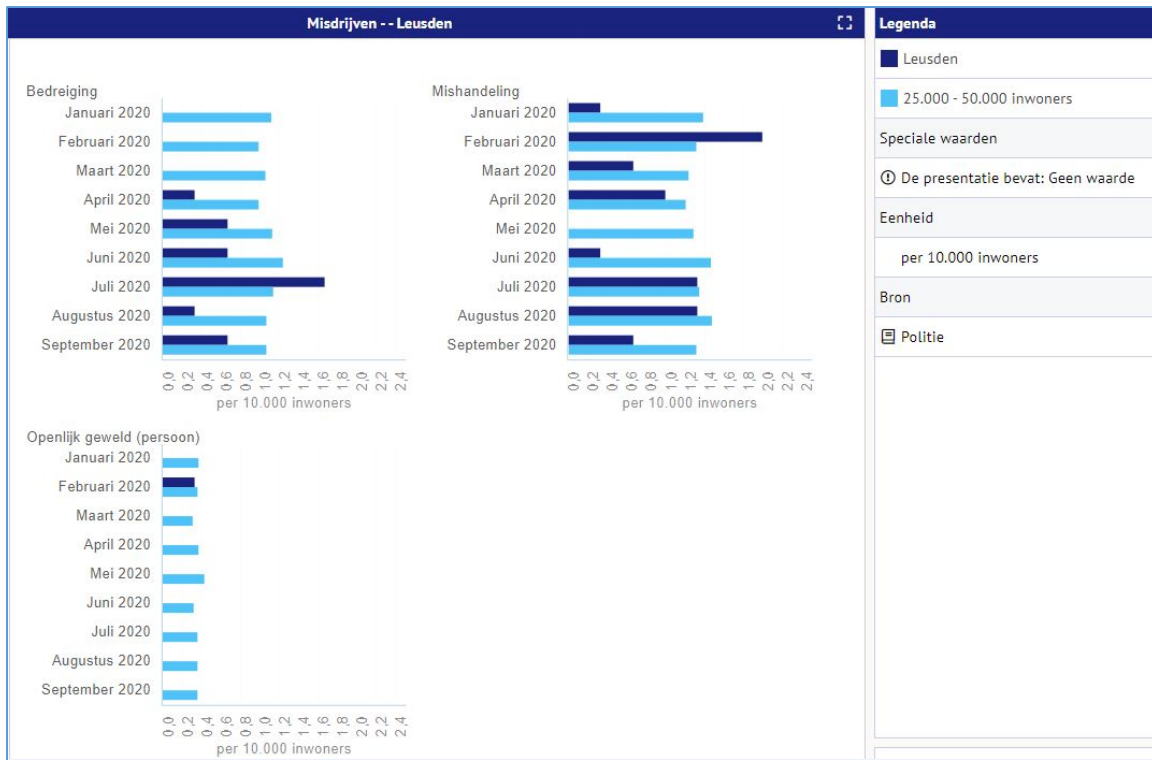 Misdrijven - - Leusden
Bedreiging
Januari 2020
Februari 2020
Maart 2020
April 2020
Mei 2020
Juni 2020
Juli 2020
Augustus 2020
September 2020
0,0 0,2 0,4 0,6 0,8 1,0 1,2 1,4 1,6 1,8 2,0 2,2 2,4
per 10.000 inwoners
Mishandeling
Januari 2020
Februari 2020
Maart 2020
April 2020
Mei 2020
Juni 2020
Juli 2020
Augustus 2020
September 2020
0,0 0,2 0,4 0,6 0,8 1,0 1,2 1,4 1,6 1,8 2,0 2,2 2,4
per 10.000 inwoners
Openlijk geweld (persoon)
Januari 2020
Februari 2020
Maart 2020
April 2020
Mei 2020
Juni 2020
Juli 2020
Augustus 2020
September 2020
0,0 0,2 0,4 0,6 0,8 1,0 1,2 1,4 1,6 1,8 2,0 2,2 2,4
per 10.000 inwoners
Legenda
Leusden
25.000 - 50.000 inwoners
Speciale waarden
De presentatie bevat: Geen waarde
Eenheid
per 10.000 inwoners
Bron
Politie